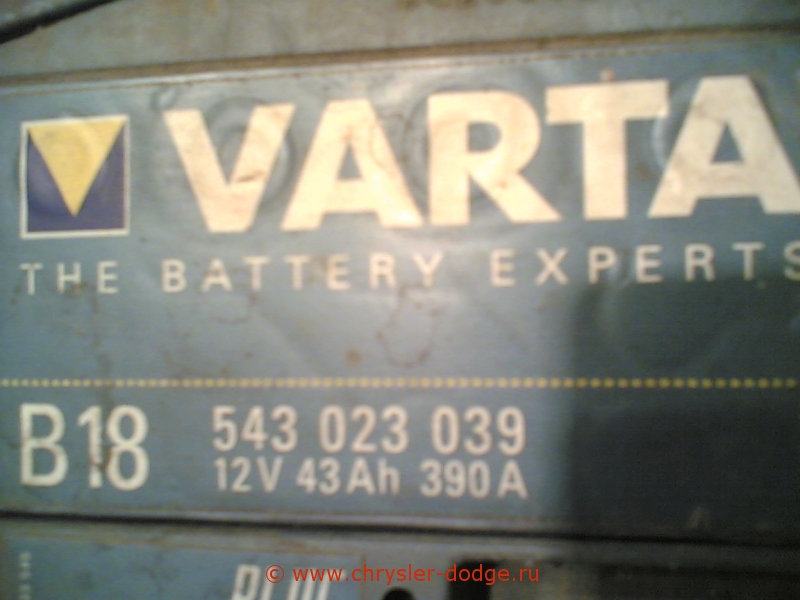 VARTA
THE BATTERY EXPERTS
B18
543 023 039
12V 43Ah 390A
© www.chrysler-dodge.ru